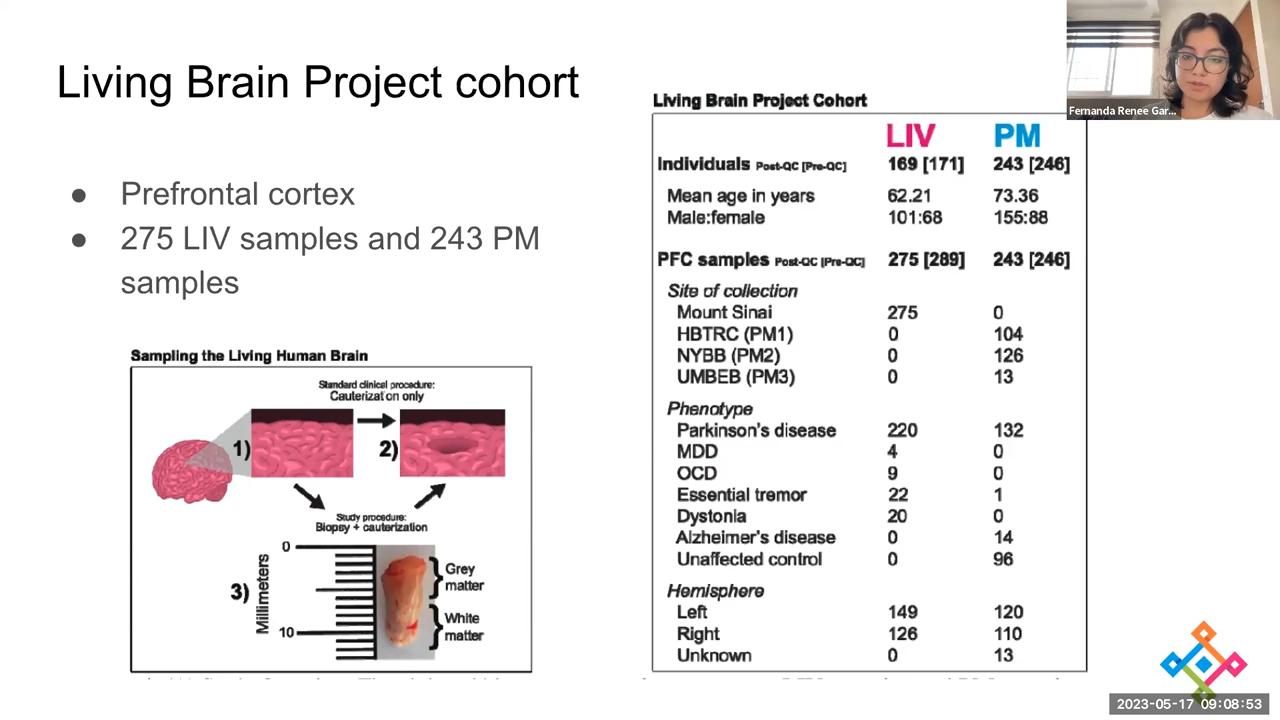 Living Brain Project cohort
● Prefrontal cortex
● 275 LIV samples and 243 PM
samples
Sampling the Living Human Brain
Standard clinical procedure:
Cauterization only
1)
2)
Study procedure:
Biopsy + cauterization
3)
Millimeters
0
10
Grey
matter
White
matter
Living Brain Project Cohort
LIV PM
Individuals Post-QC [Pre-QC] 169 [171] 243 [246]
Mean age in years 62.21 73.36
Male:female 101:68 155:88
PFC samples Post-QC [Pre-QC] 275 [289] 243 [246]
Site of collection
Mount Sinai 275 0
HBTRC (PM1) 0 104
NYBB (PM2) 0 126
UMBEB (PM3) 0 13
Phenotype
Parkinson's disease 220 132
MDD 4 0
OCD 9 0
Essential tremor 22 1
Dystonia 20 0
Alzheimer's disease 0 14
Unaffected control 0 96
Hemisphere
Left 149 120
Right 126 110
Unknown 0 13
Fernanda Renee Gar...
2023-05-17 09:08:53